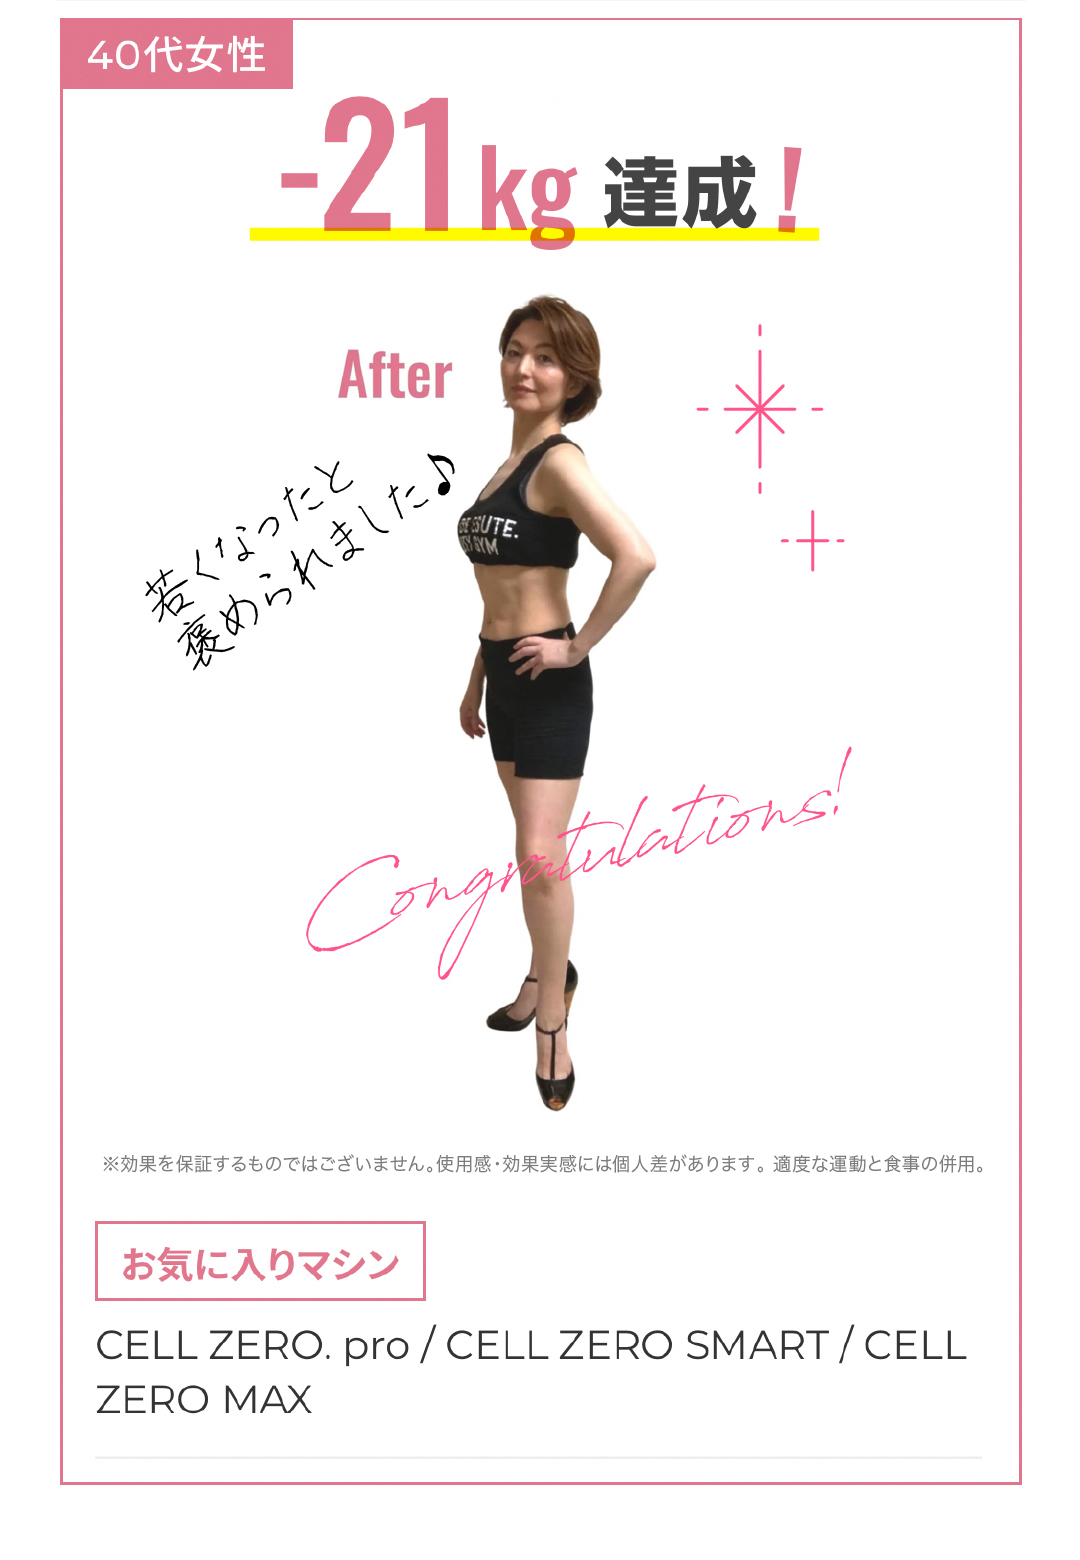 40代女性
-21kg 達成!
After
若くなったと
褒められました♪
BE  UTE.
GYM
Congratulations!
※効果を保証するものではございません。使用感・効果実感には個人差があります。適度な運動と食事の併用。
お気に入りマシン
CELL ZERO. pro / CELL ZERO SMART / CELL
ZERO MAX